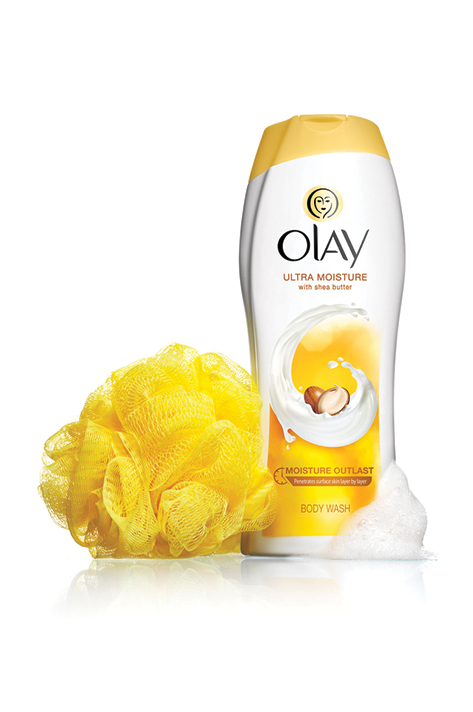 OLAY
ULTRA MOISTURE
with shea butter
MOISTURE OUTLAST
Penetrates surface skin layer by layer
BODY WASH